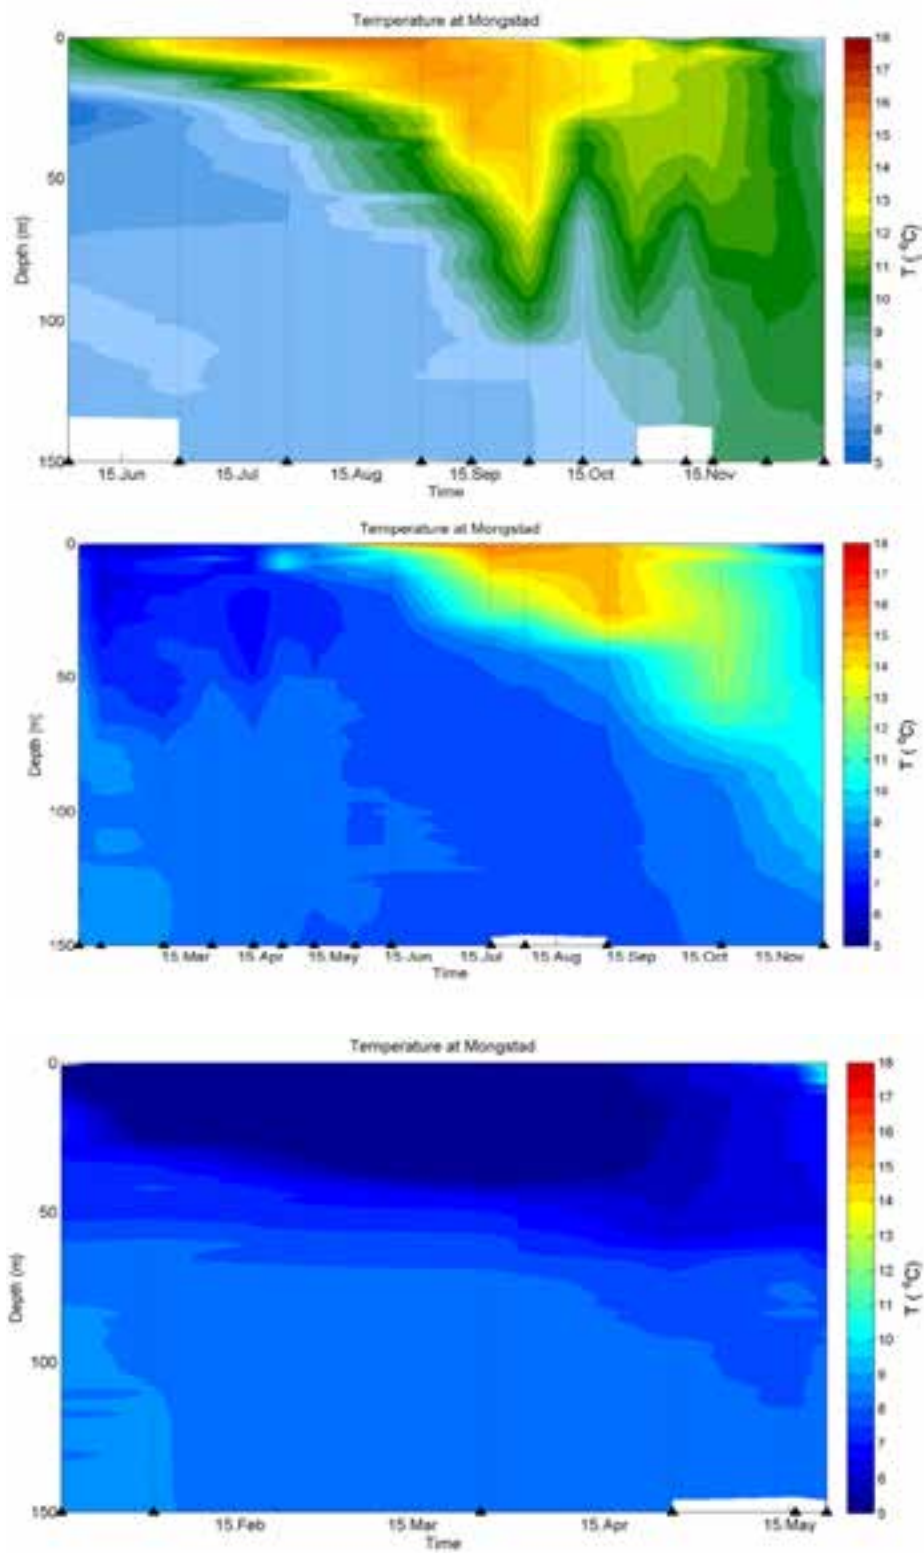 Temperature at Mongstad
0
50
100
150
Depth (m)
15.Jun
15.Jul
15.Aug
15.Sep
15.Oct
15.Nov
Time
18
17
16
15
14
13
12
11
10
9
8
7
6
5
T (°C)
Temperature at Mongstad
0
50
100
150
Depth (m)
15.Mar
15.Apr
15.May
15.Jun
15.Jul
15.Aug
15.Sep
15.Oct
15.Nov
Time
18
17
16
15
14
13
12
11
10
9
8
7
6
5
T (°C)
Temperature at Mongstad
0
50
100
150
Depth (m)
15.Feb
15.Mar
15.Apr
15.May
Time
18
17
16
15
14
13
12
11
10
9
8
7
6
5
T (°C)